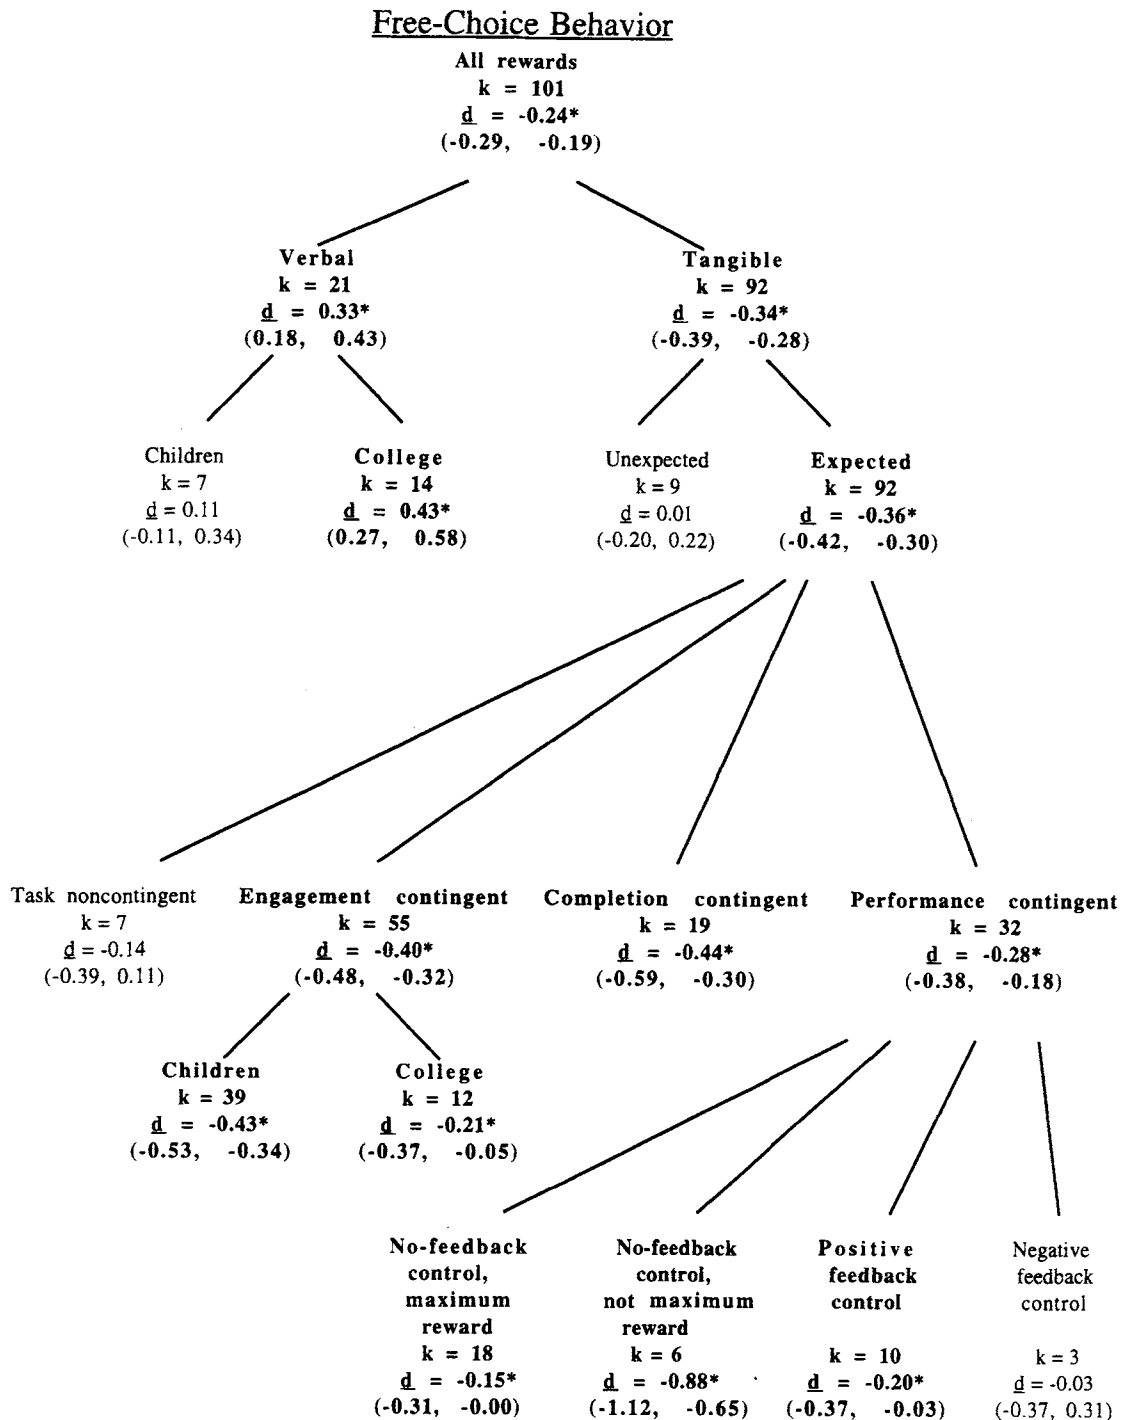 Free-Choice Behavior
All rewards
k = 101
d = -0.24*
(-0.29, -0.19)
Verbal
k = 21
d = 0.33*
(0.18, 0.43)
Tangible
k = 92
d = -0.34*
(-0.39, -0.28)
Children
k = 7
d = 0.11
(-0.11, 0.34)
College
k = 14
d = 0.43*
(0.27, 0.58)
Unexpected
k = 9
d = 0.01
(-0.20, 0.22)
Expected
k = 92
d = -0.36*
(-0.42, -0.30)
Task noncontingent
k = 7
d = -0.14
(-0.39, 0.11)
Engagement contingent
k = 55
d = -0.40*
(-0.48, -0.32)
Completion contingent
k = 19
d = -0.44*
(-0.59, -0.30)
Performance contingent
k = 32
d = -0.28*
(-0.38, -0.18)
Children
k = 39
d = -0.43*
(-0.53, -0.34)
College
k = 12
d = -0.21*
(-0.37, -0.05)
No-feedback
control,
maximum
reward
k = 18
d = -0.15*
(-0.31, -0.00)
No-feedback
control,
not maximum
reward
k = 6
d = -0.88*
(-1.12, -0.65)
Positive
feedback
control
k = 10
d = -0.20*
(-0.37, -0.03)
Negative
feedback
control
k = 3
d = -0.03
(-0.37, 0.31)